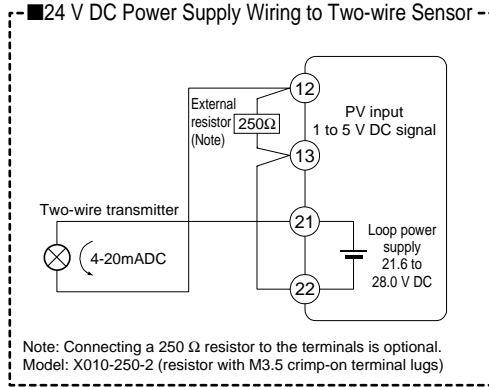 ■24 V DC Power Supply Wiring to Two-wire Sensor
12
External
resistor
(Note)
250Ω
PV input
1 to 5 V DC signal
13
Two-wire transmitter
21
4-20mADC
Loop power
supply
21.6 to
28.0 V DC
22
Note: Connecting a 250 Ω resistor to the terminals is optional.
Model: X010-250-2 (resistor with M3.5 crimp-on terminal lugs)